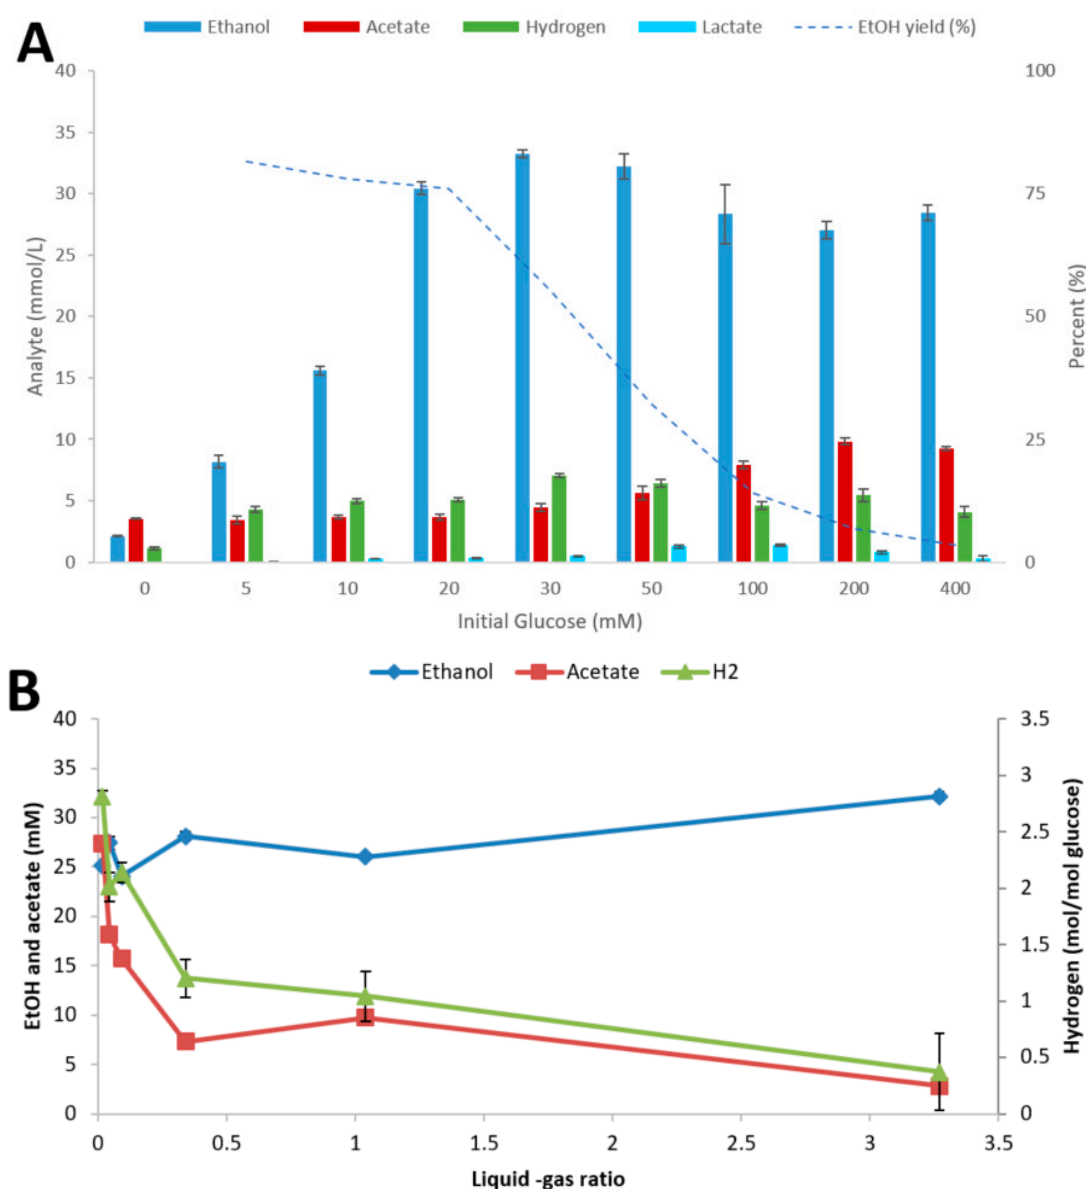 A
Ethanol Acetate Hydrogen Lactate EtOH yield (%)
40 100
35
30 75
25
20 50
15
10 25
5
0 0
Analyte (mmol/L)
Percent (%)
0 5 10 20 30 50 100 200 400
Initial Glucose (mM)
B
Ethanol Acetate H2
40 3.5
35 3
30 2.5
25 2
20 1.5
15 1
10 0.5
5 0
0
EtOH and acetate (mM)
Hydrogen (mol/mol glucose)
0 0.5 1 1.5 2 2.5 3 3.5
Liquid -gas ratio